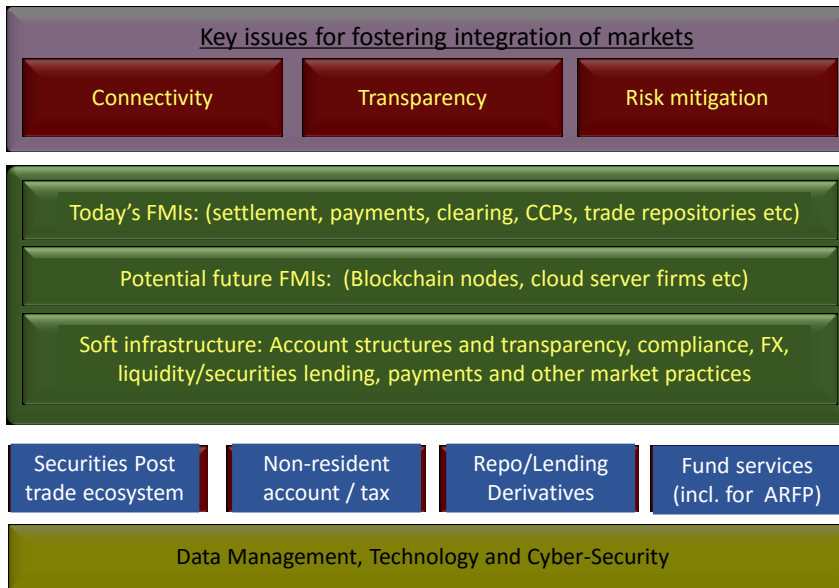 Key issues for fostering integration of markets
Connectivity
Transparency
Risk mitigation
Today’s FMIs: (settlement, payments, clearing, CCPs, trade repositories etc)
Potential future FMIs:  (Blockchain nodes, cloud server firms etc)
Soft infrastructure: Account structures and transparency, compliance, FX,
liquidity/securities lending, payments and other market practices
Securities Post
trade ecosystem
Non-resident
account / tax
Repo/Lending
Derivatives
Fund services
(incl. for  ARFP)
Data Management, Technology and Cyber-Security